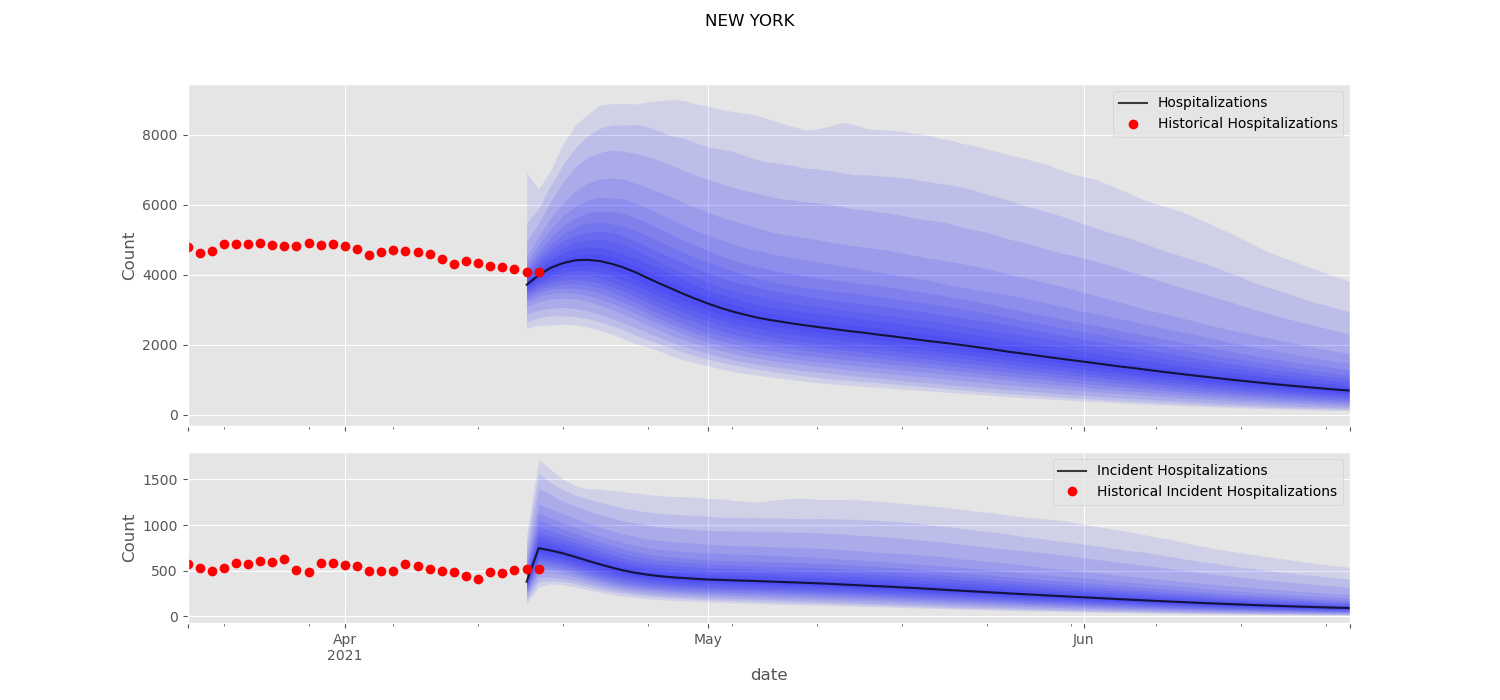 NEW YORK
Hospitalizations
Historical Hospitalizations
8000
6000
4000
2000
0
Count
Incident Hospitalizations
Historical Incident Hospitalizations
1500
1000
500
0
Count
Apr
2021
May
Jun
date